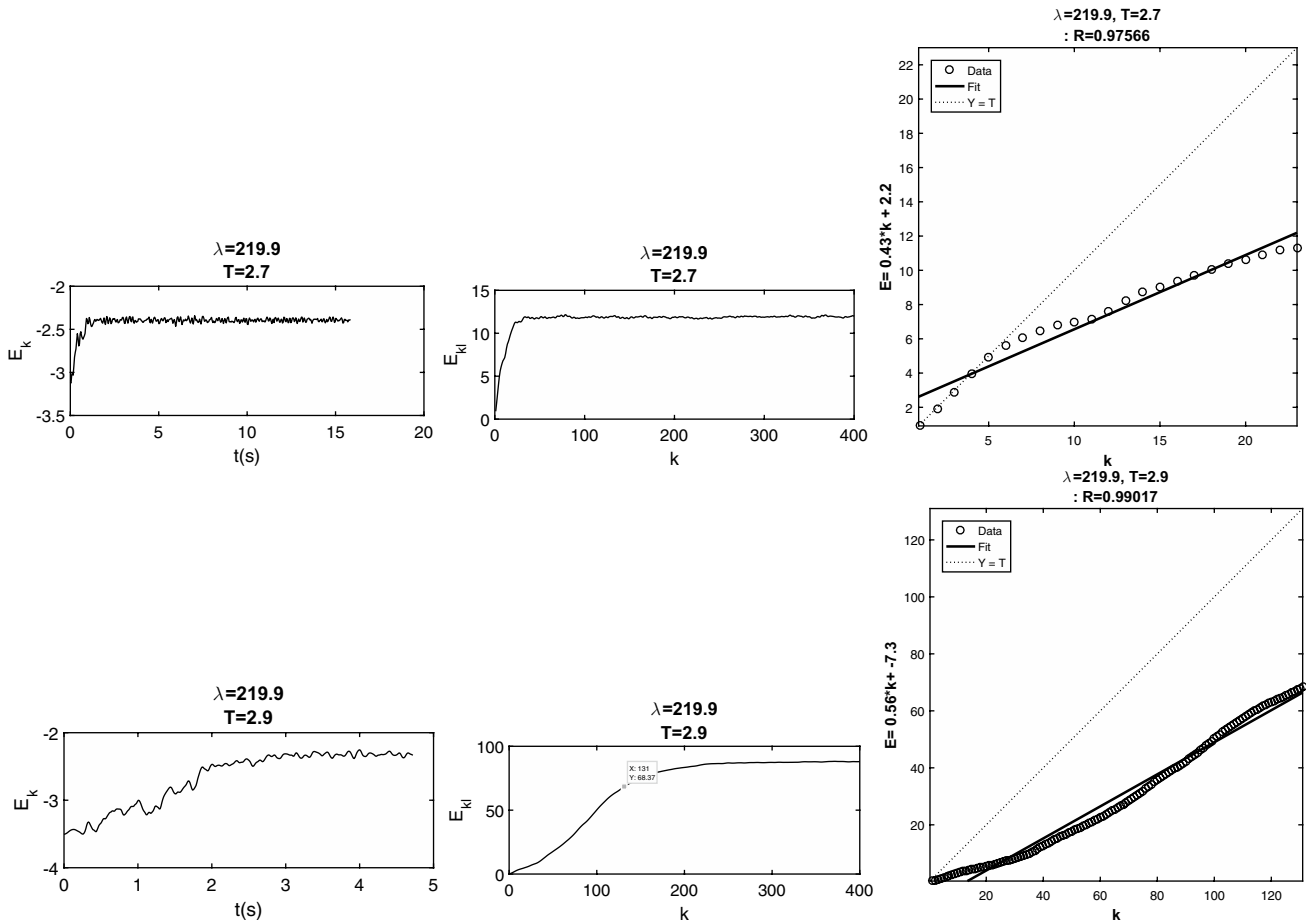 λ=219.9, T=2.7
: R=0.97566
Data
Fit
Y = T
E= 0.43*k + 2.2
22
20
18
16
14
12
10
8
6
4
2
5
10
15
20
k
λ=219.9
T=2.7
E_k
-2
-2.5
-3
-3.5
0
5
10
15
20
t(s)
λ=219.9
T=2.7
E_kl
15
10
5
0
0
100
200
300
400
k
λ=219.9, T=2.9
: R=0.99017
Data
Fit
Y = T
E= 0.56*k+ -7.3
120
100
80
60
40
20
20
40
60
80
100
120
k
λ=219.9
T=2.9
E_k
-2
-3
-4
0
1
2
3
4
5
t(s)
λ=219.9
T=2.9
X: 131
Y: 68.37
E_kl
100
50
0
0
100
200
300
400
k